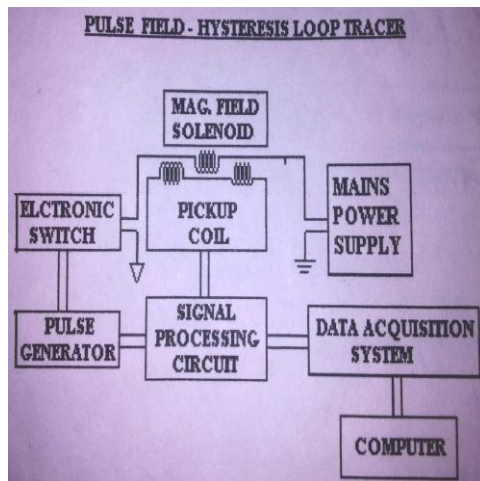 PULSE FIELD - HYSTERESIS LOOP TRACER
MAG. FIELD
SOLENOID
MAINS
POWER
SUPPLY
ELCTRONIC
SWITCH
PICKUP
COIL
PULSE
GENERATOR
SIGNAL
PROCESSING
CIRCUIT
DATA ACQUISITION
SYSTEM
COMPUTER